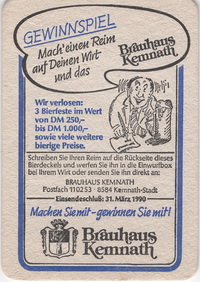 GEWINNSPIEL
Mach' einen Reim
auf Deinen Wirt
und das
Bräuhaus
Kemnath
Wir verlosen:
3 Bierfeste im Wert
von DM 250,-
bis DM 1.000,-
sowie viele weitere
bierige Preise.
Schreiben Sie Ihren Reim auf die Rückseite dieses
Bierdeckels und werfen Sie ihn in die Einwurfbox
bei Ihrem Wirt oder senden Sie ihn direkt an:
BRAUHAUS KEMNATH
Postfach 110253 · 8584 Kemnath-Stadt
Einsendeschluß: 31. März 1990
Machen Sie mit - gewinnen Sie mit!
Bräuhaus
Kemnath